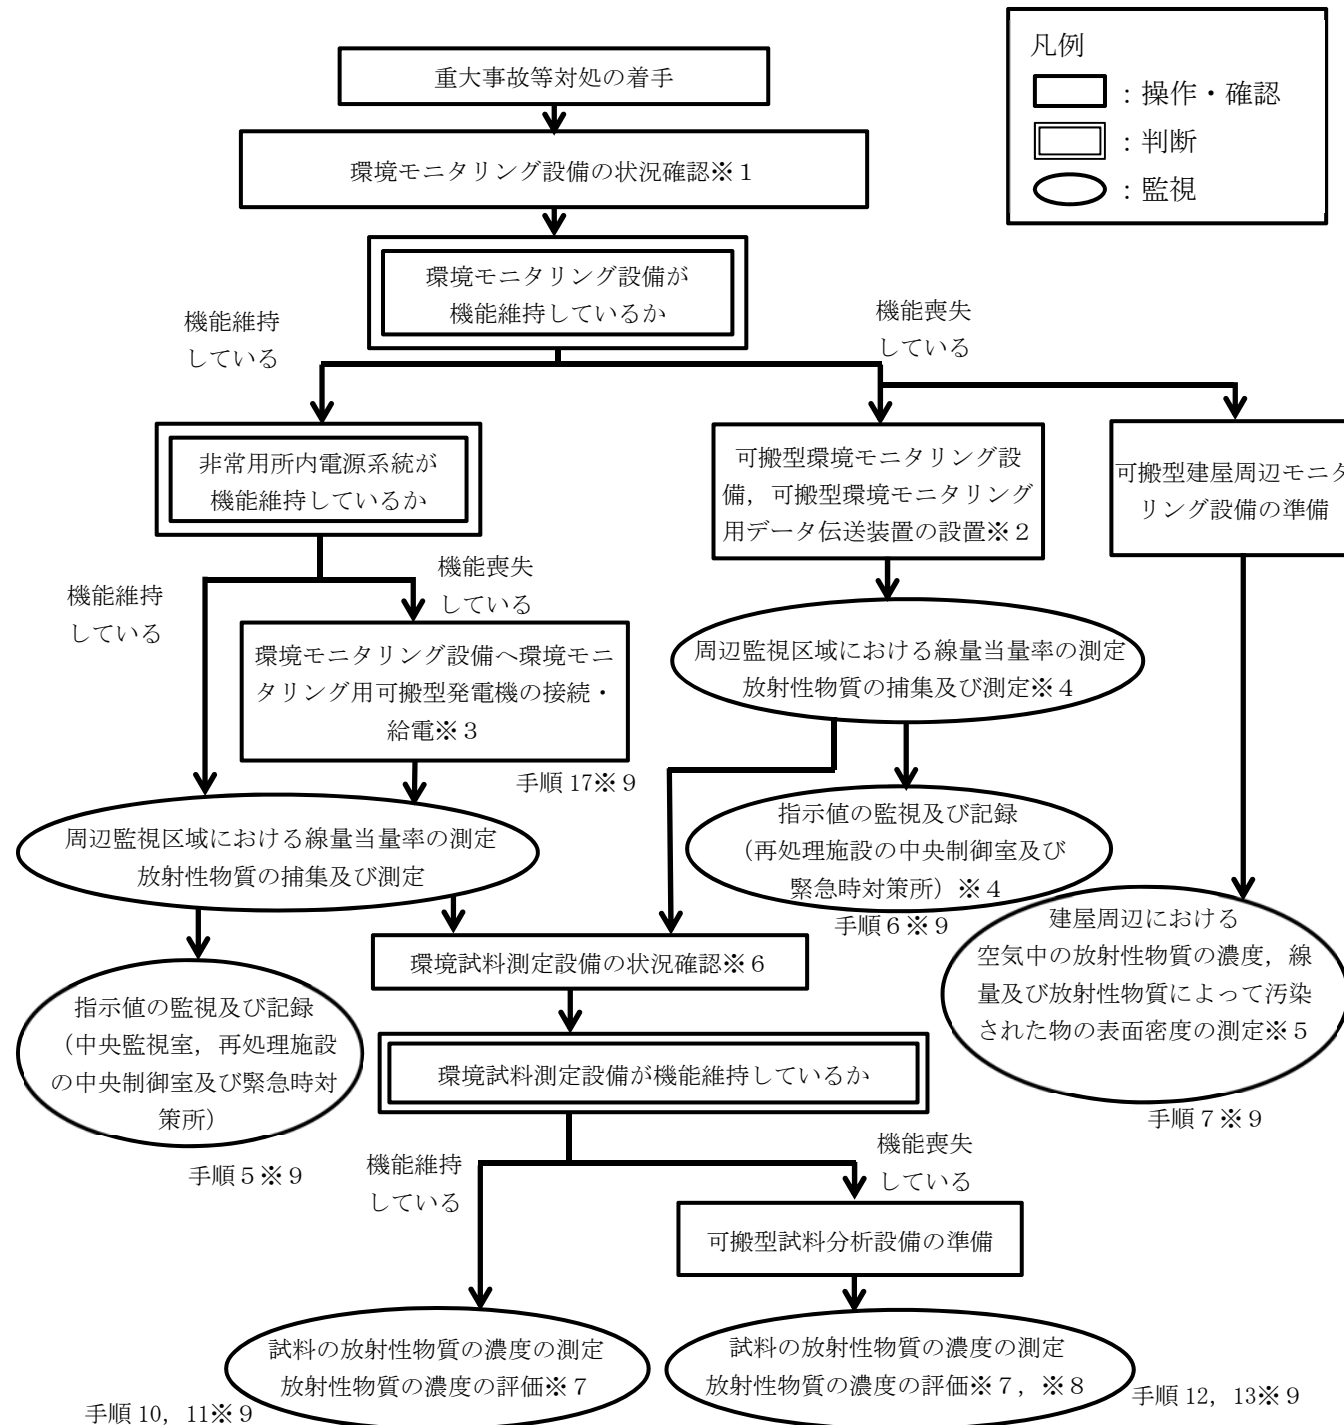 凡例
：操作・確認
：判断
：監視
重大事故等対処の着手
環境モニタリング設備の状況確認※１
環境モニタリング設備が
機能維持しているか
機能維持
している
機能喪失
している
非常用所内電源系統が
機能維持しているか
可搬型環境モニタリング設
備，可搬型環境モニタリング
用データ伝送装置の設置※２
可搬型建屋周辺モニタ
リング設備の準備
機能維持
している
機能喪失
している
環境モニタリング設備へ環境モニ
タリング用可搬型発電機の接続・
給電※３
手順 17※９
周辺監視区域における線量当量率の測定
放射性物質の捕集及び測定※４
周辺監視区域における線量当量率の測定
放射性物質の捕集及び測定
指示値の監視及び記録
（再処理施設の中央制御室及び
緊急時対策所）※４
手順６※９
建屋周辺における
空気中の放射性物質の濃度，線
量及び放射性物質によって汚染
された物の表面密度の測定※５
手順７※９
環境試料測定設備の状況確認※６
指示値の監視及び記録
（中央監視室，再処理施設
の中央制御室及び緊急時対
策所）
手順５※９
環境試料測定設備が機能維持しているか
機能維持
している
機能喪失
している
可搬型試料分析設備の準備
試料の放射性物質の濃度の測定
放射性物質の濃度の評価※７
手順 10，11※９
試料の放射性物質の濃度の測定
放射性物質の濃度の評価※７，※８
手順 12，13※９